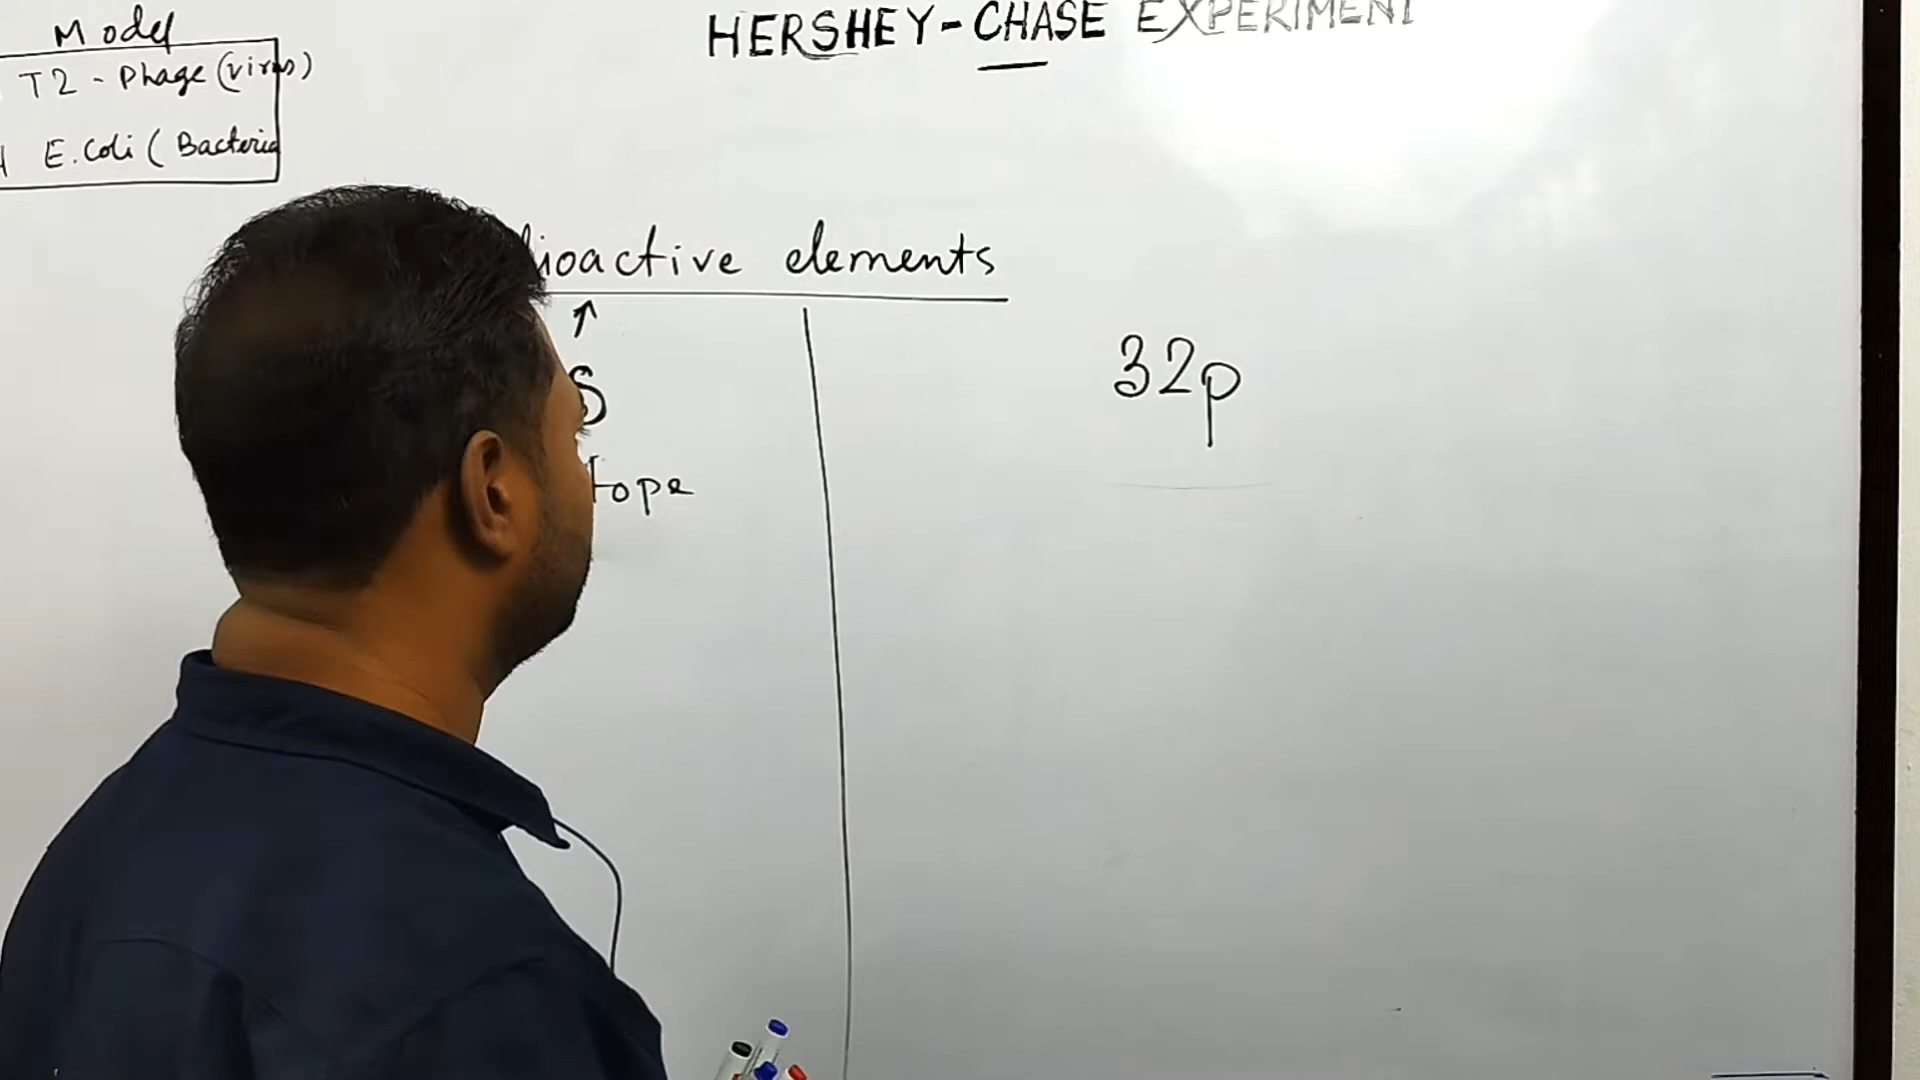 HERSHEY-CHASE EXPERIMENT
Model
T2 - Phage (virus)
E.Coli ( Bacteria
dioactive elements
S
32p
tope